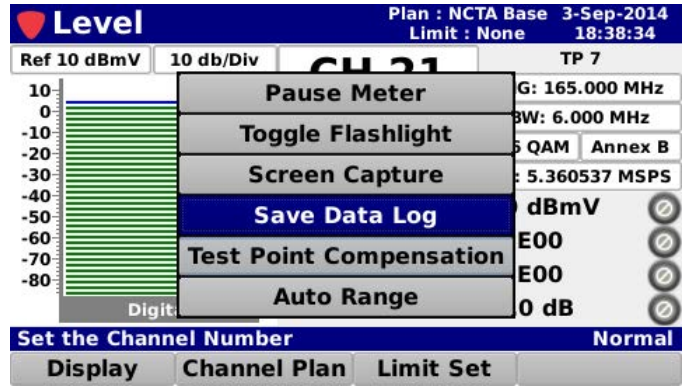 Level
Plan : NCTA Base 3-Sep-2014
Limit : None 18:38:34
Ref 10 dBmV 10 db/Div CH 21 TP 7
G: 165.000 MHz
BW: 6.000 MHz
QAM Annex B
: 5.360537 MSPS
10
0
-10
-20
-30
-40
-50
-60
-70
-80
Pause Meter
Toggle Flashlight
Screen Capture
Save Data Log
Test Point Compensation
Auto Range
dBmV
E00
E00
.0 dB
Digit
Set the Channel Number Normal
Display Channel Plan Limit Set